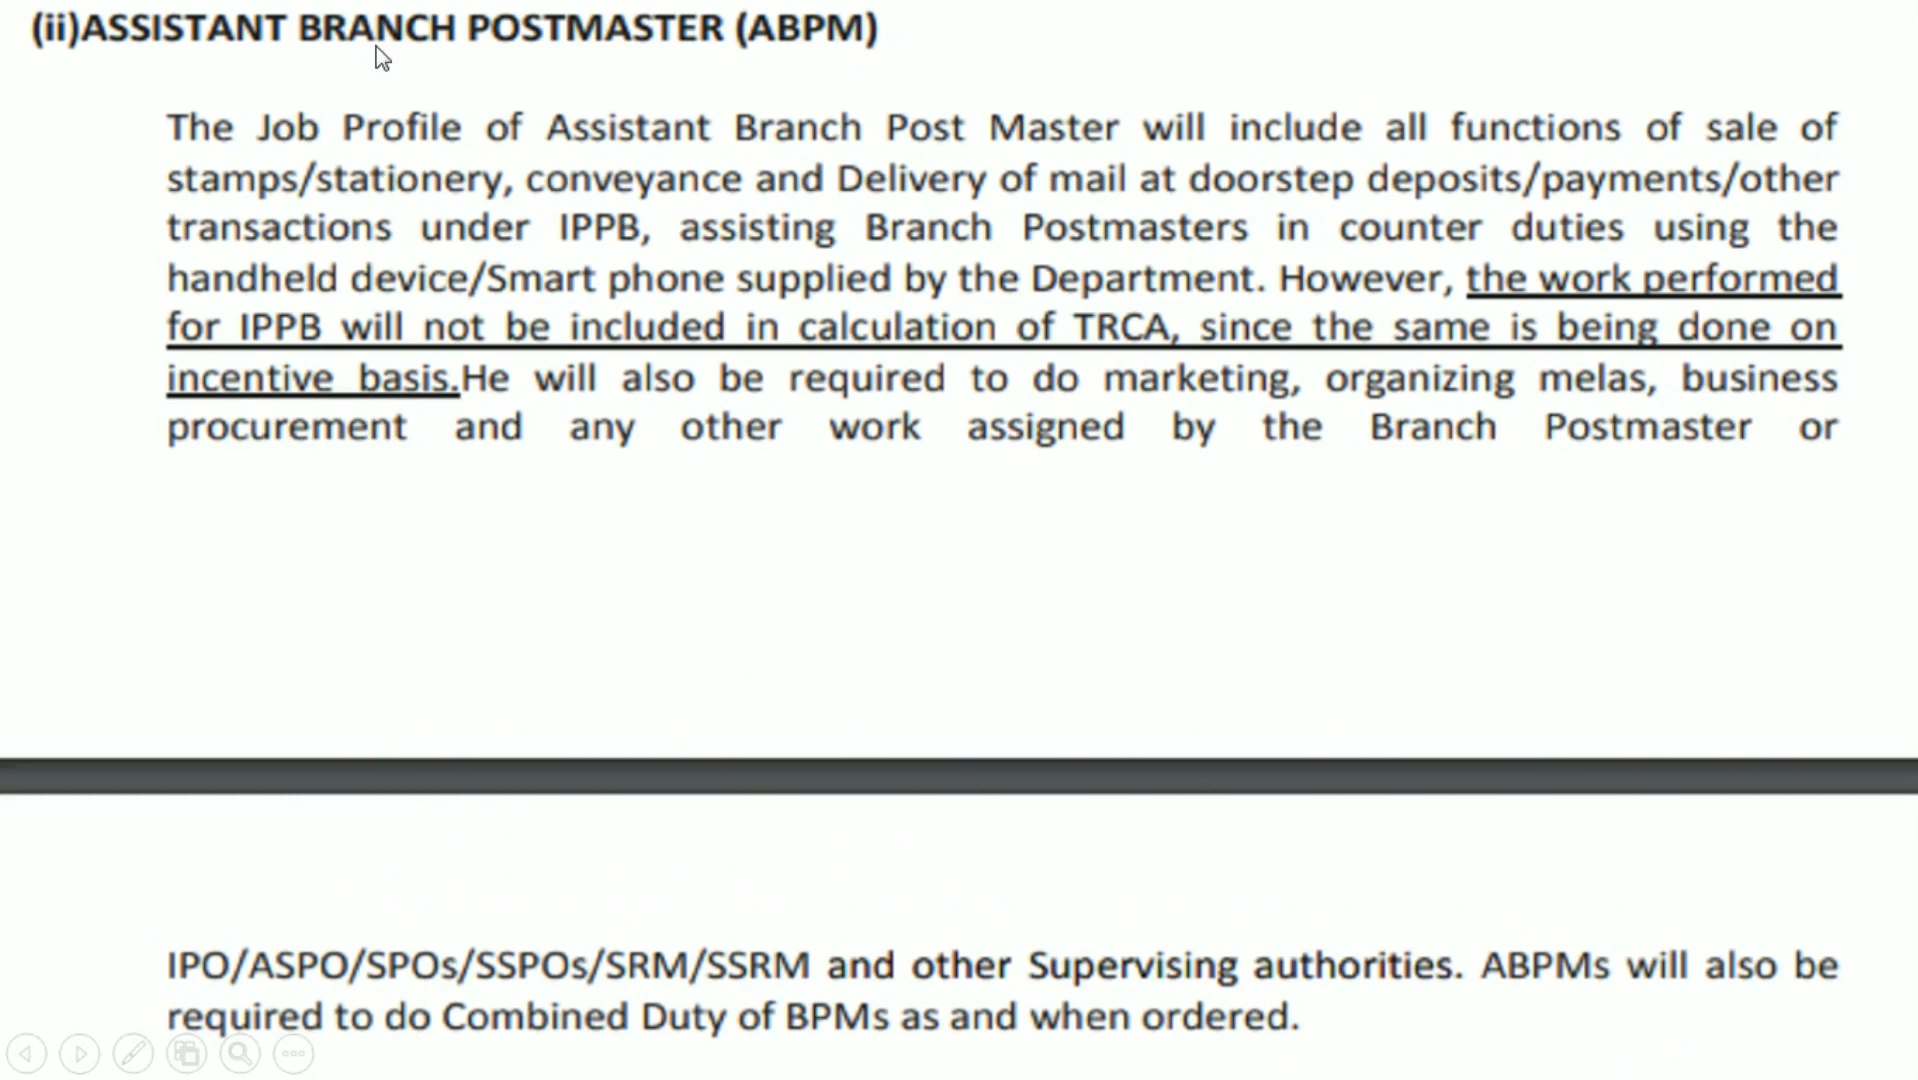 (ii)ASSISTANT BRANCH POSTMASTER (ABPM)
The Job Profile of Assistant Branch Post Master will include all functions of sale of
stamps/stationery, conveyance and Delivery of mail at doorstep deposits/payments/other
transactions under IPPB, assisting Branch Postmasters in counter duties using the
handheld device/Smart phone supplied by the Department. However, the work performed
for IPPB will not be included in calculation of TRCA, since the same is being done on
incentive basis.He will also be required to do marketing, organizing melas, business
procurement and any other work assigned by the Branch Postmaster or
IPO/ASPO/SPOs/SSPOs/SRM/SSRM and other Supervising authorities. ABPMs will also be
required to do Combined Duty of BPMs as and when ordered.